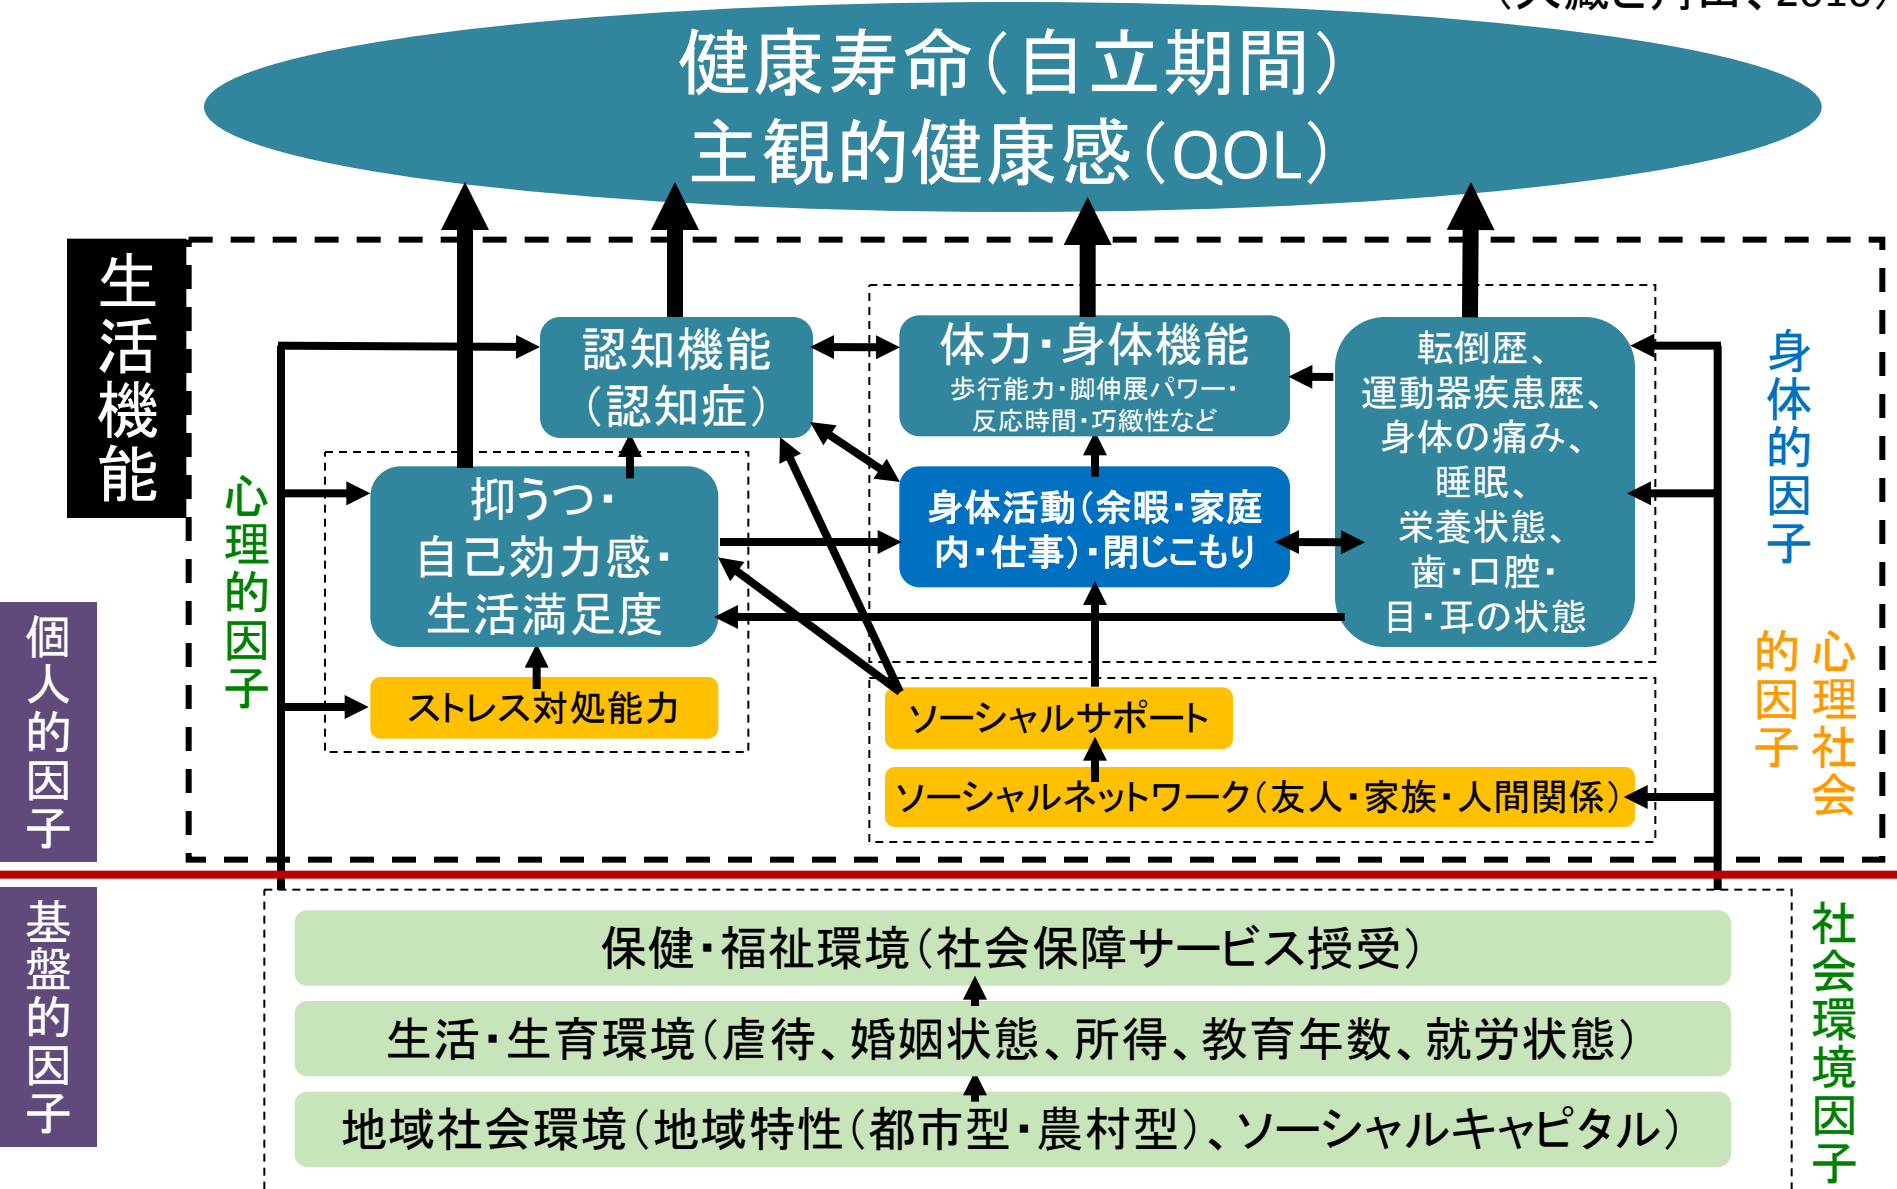 健康寿命（自立期間）
主観的健康感（QOL）
生活機能
認知機能
（認知症）
体力・身体機能
歩行能力・脚伸展パワー・
反応時間・巧緻性など
転倒歴、
運動器疾患歴、
身体の痛み、
睡眠、
栄養状態、
歯・口腔・
目・耳の状態
身体的因子
心理的因子
抑うつ・
自己効力感・
生活満足度
身体活動（余暇・家庭
内・仕事）・閉じこもり
個人的因子
ストレス対処能力
ソーシャルサポート
ソーシャルネットワーク（友人・家族・人間関係）
心理社会
的因子
基盤的因子
保健・福祉環境（社会保障サービス授受）
生活・生育環境（虐待、婚姻状態、所得、教育年数、就労状態）
地域社会環境（地域特性（都市型・農村型）、ソーシャルキャピタル）
社会環境因子